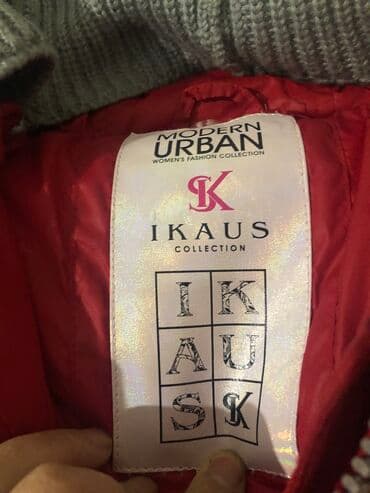 MODERN
URBAN
WOMEN'S FASHION COLLECTION
SK
IKAUS
COLLECTION
I K
A U
S SK